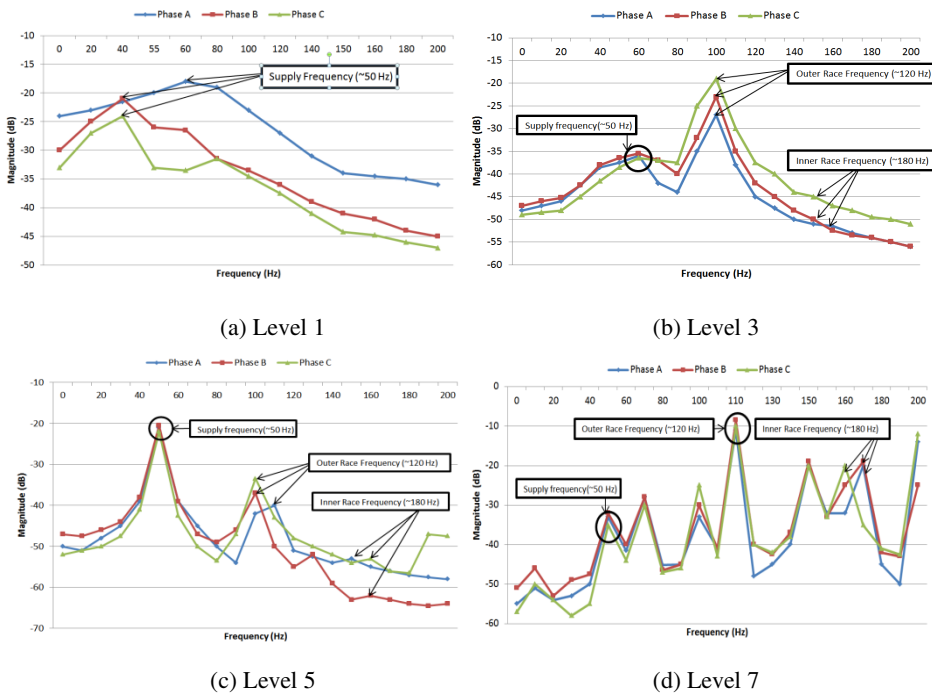 Phase A Phase B Phase C
-10
0 20 40 55 60 80 100 120 140 150 160 180 200
Supply Frequency (~50 Hz)
-15
-20
-25
-30
-35
-40
-45
-50
Magnitude (dB)
Frequency (Hz)
(a) Level 1
Phase A Phase B Phase C
-10
0 20 40 60 80 100 120 140 160 180 200
-15
-20
-25
-30
-35
-40
-45
-50
-55
-60
Outer Race Frequency (~120 Hz)
Supply frequency(~50 Hz)
Inner Race Frequency (~180 Hz)
Magnitude (dB)
Frequency (Hz)
(b) Level 3
Phase A Phase B Phase C
-10
0 20 40 60 80 100 120 140 160 180 200
-20
-30
-40
-50
-60
-70
Supply frequency(~50 Hz)
Outer Race Frequency (~120 Hz)
Inner Race Frequency (~180 Hz)
Magnitude (dB)
Frequency (Hz)
(c) Level 5
Phase A Phase B Phase C
0
0 20 40 60 80 100 110 130 150 160 180 200
-10
-20
-30
-40
-50
-60
Outer Race Frequency (~120 Hz)
Inner Race Frequency (~180 Hz)
Supply frequency(~50 Hz)
Magnitude (dB)
Frequency (Hz)
(d) Level 7